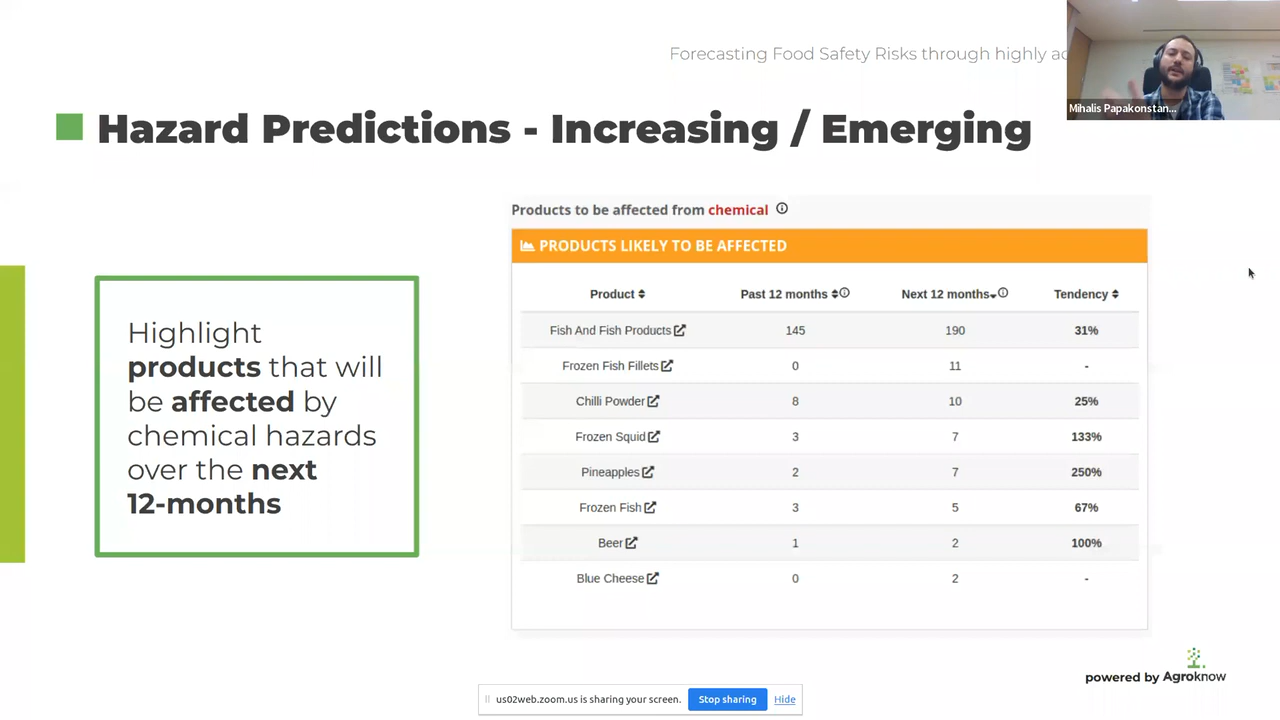 Forecasting Food Safety Risks through highly
Mihalis Papakonstan...
Hazard Predictions - Increasing / Emerging
Highlight
products that will
be affected by
chemical hazards
over the next
12-months
Products to be affected from chemical
PRODUCTS LIKELY TO BE AFFECTED
Product Past 12 months Next 12 months Tendency
Fish And Fish Products 145 190 31%
Frozen Fish Fillets 0 11 -
Chilli Powder 8 10 25%
Frozen Squid 3 7 133%
Pineapples 2 7 250%
Frozen Fish 3 5 67%
Beer 1 2 100%
Blue Cheese 0 2 -
powered by Agroknow
us02web.zoom.us is sharing your screen. Stop sharing Hide